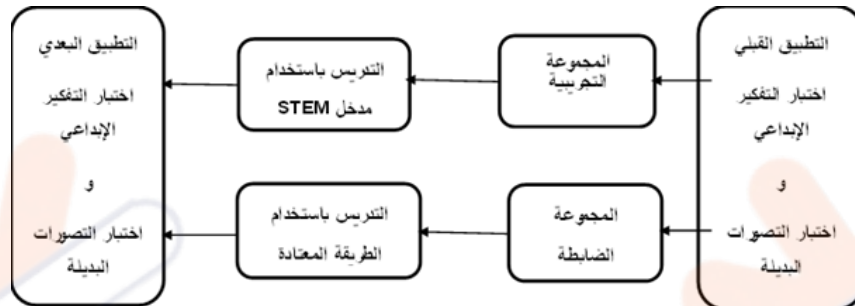 التطبيق القبلي
اختبار التفكير
الإبداعي
و
اختبار التصورات
البديلة
المجموعة
التجريبية
التدريس باستخدام
مدخل STEM
المجموعة
الضابطة
التدريس باستخدام
الطريقة المعتادة
التطبيق البعدي
اختبار التفكير
الإبداعي
و
اختبار التصورات
البديلة